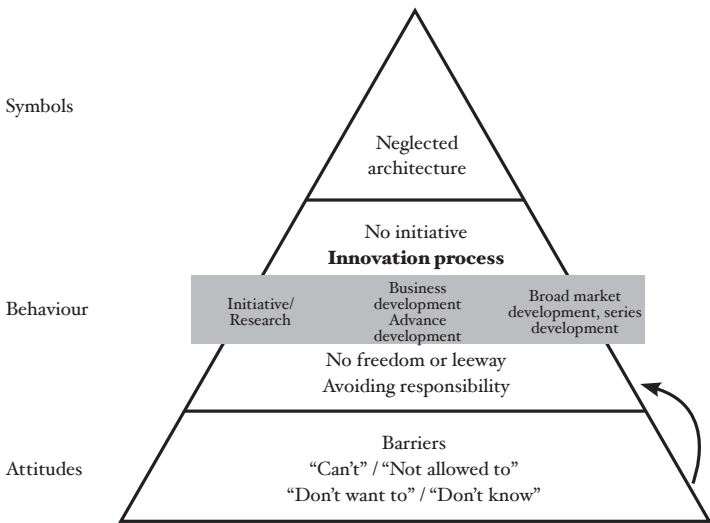 Symbols
Neglected
architecture
No initiative
Innovation process
Behaviour
Initiative/
Research
Business
development
Advance
development
Broad market
development, series
development
No freedom or leeway
Avoiding responsibility
Attitudes
Barriers
“Can't” / “Not allowed to”
“Don't want to” / “Don't know”